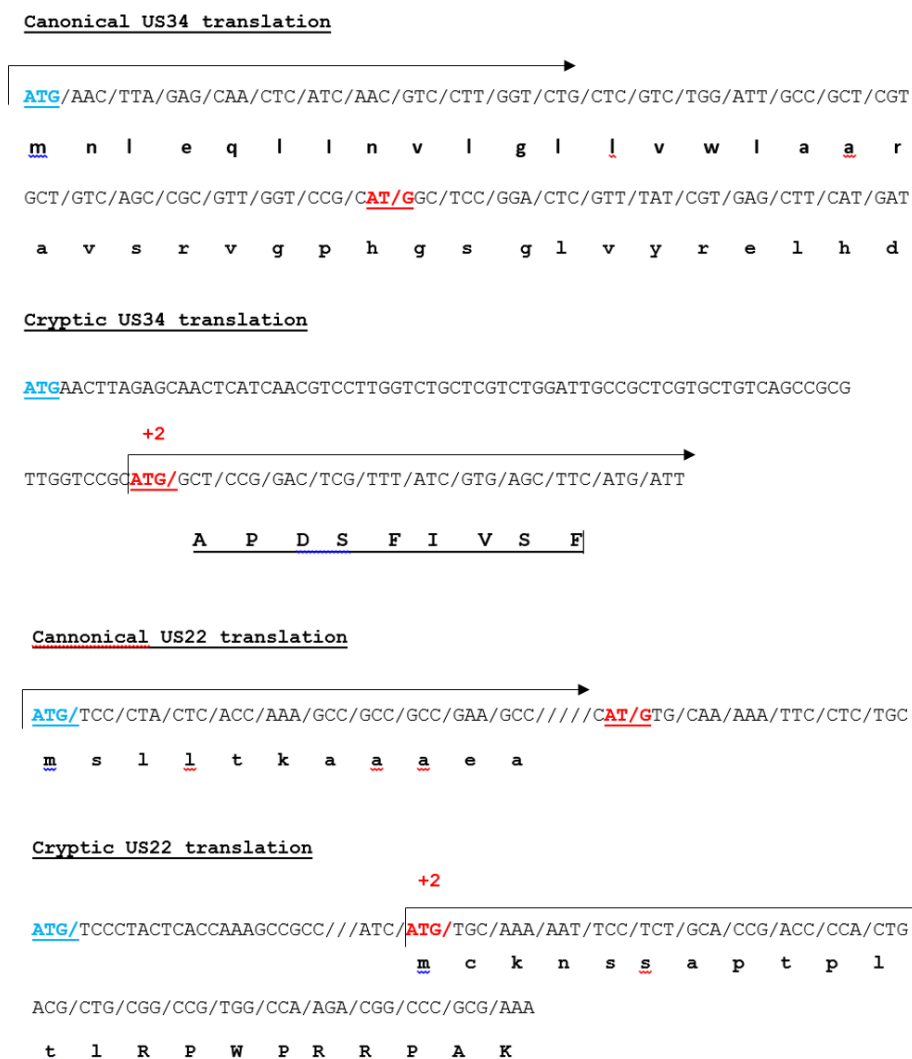 Canonical US34 translation
ATG/AAC/TTA/GAG/CAA/CTC/ATC/AAC/GTC/CTT/GGT/CTG/CTC/GTC/TGG/ATT/GCC/GCT/CGT
m n l e q l l n v l g l l v w l a a r
GCT/GTC/AGC/CGC/GTT/GGT/CCG/CAT/GGC/TCC/GGA/CTC/GTT/TAT/CGT/GAG/CTT/CAT/GAT
a v s r v g p h g s g l v y r e l h d
Cryptic US34 translation
ATGAACTTAGAGCAACTCATCAACGTCCTTGGTCTGCTCGTCTGGATTGCCGCTCGTGCTGTCAGCCGCG
+2
TTGGTCCGCATG/GCT/CCG/GAC/TCG/TTT/ATC/GTG/AGC/TTC/ATG/ATT
A P D S F I V S F
Cannonical US22 translation
ATG/TCC/CTA/CTC/ACC/AAA/GCC/GCC/GCC/GAA/GCC/////CAT/GTG/CAA/AAA/TTC/CTC/TGC
m s l l t k a a a e a
Cryptic US22 translation
+2
ATG/TCCCTACTCACCAAAGCCGCC///ATC/ATG/TGC/AAA/AAT/TCC/TCT/GCA/CCG/ACC/CCA/CTG
m c k n s s a p t p l
ACG/CTG/CGG/CCG/TGG/CCA/AGA/CGG/CCC/GCG/AAA
t l R P W P R R P A K